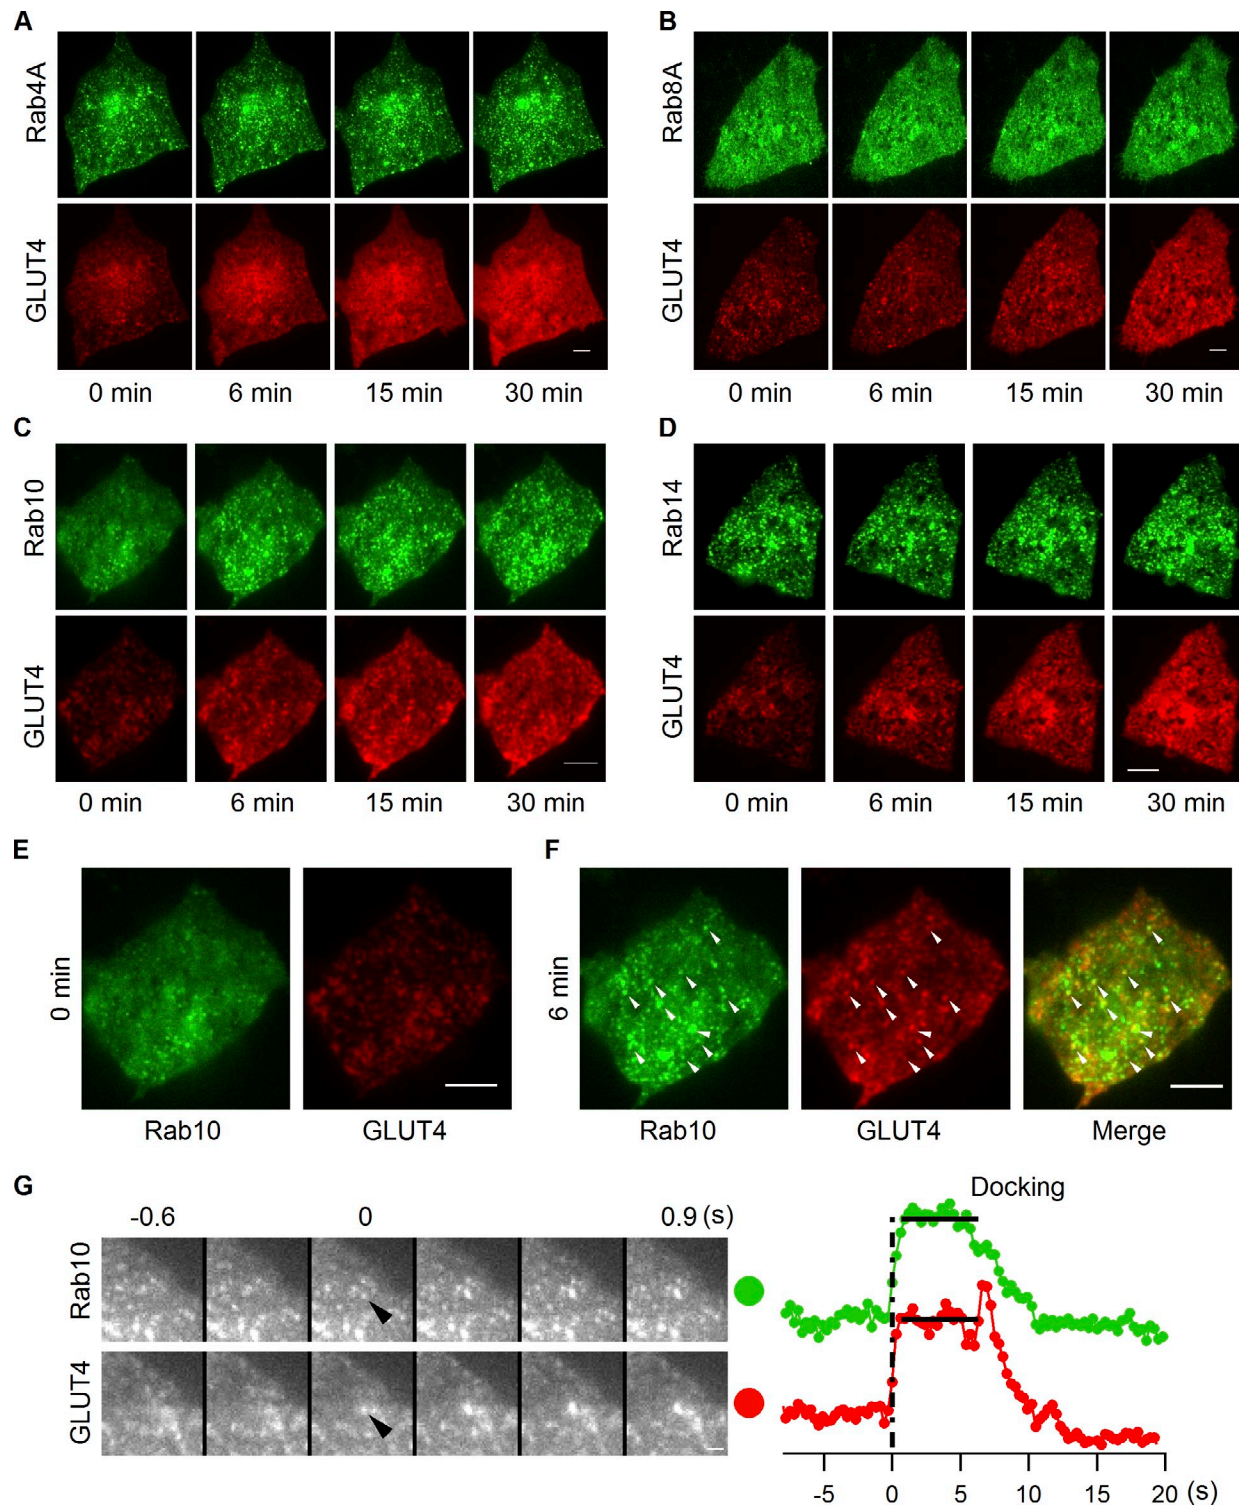 A
Rab4A
GLUT4
0 min 6 min 15 min 30 min
B
Rab8A
GLUT4
0 min 6 min 15 min 30 min
C
Rab10
GLUT4
0 min 6 min 15 min 30 min
D
Rab14
GLUT4
0 min 6 min 15 min 30 min
E
0 min
Rab10 GLUT4
F
6 min
Rab10 GLUT4 Merge
G
-0.6 0 0.9 (s)
Rab10
GLUT4
Docking
-5 0 5 10 15 20 (s)